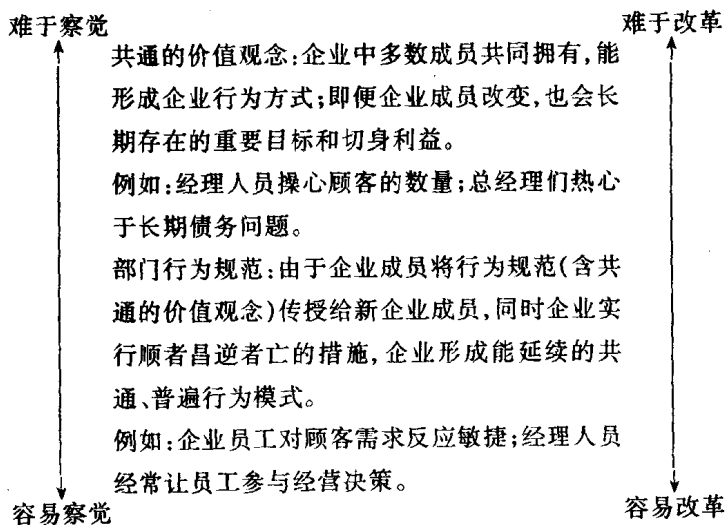 难于察觉
难于改革
共通的价值观念:企业中多数成员共同拥有,能
形成企业行为方式;即便企业成员改变,也会长
期存在的重要目标和切身利益。
例如:经理人员操心顾客的数量;总经理们热心
于长期债务问题。
部门行为规范:由于企业成员将行为规范(含共
通的价值观念)传授给新企业成员,同时企业实
行顺者昌逆者亡的措施,企业形成能延续的共
通、普遍行为模式。
例如:企业员工对顾客需求反应敏捷;经理人员
经常让员工参与经营决策。
容易察觉
容易改革